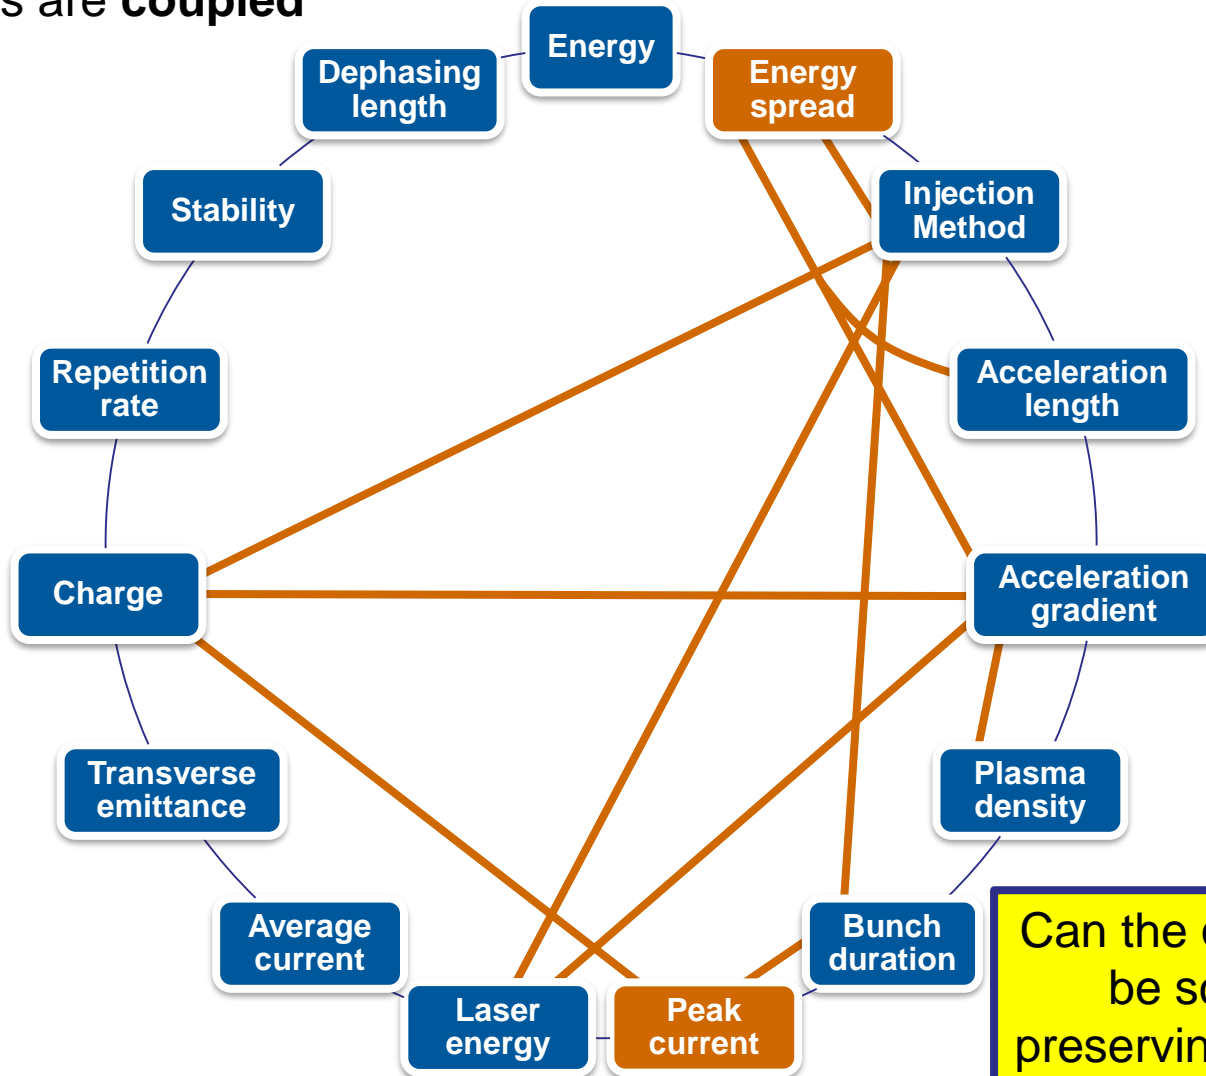 s are coupled
Energy
Energy
spread
Injection
Method
Acceleration
length
Acceleration
gradient
Plasma
density
Bunch
duration
Peak
current
Laser
energy
Average
current
Transverse
emittance
Charge
Repetition
rate
Stability
Dephasing
length
Can the
be
preservin